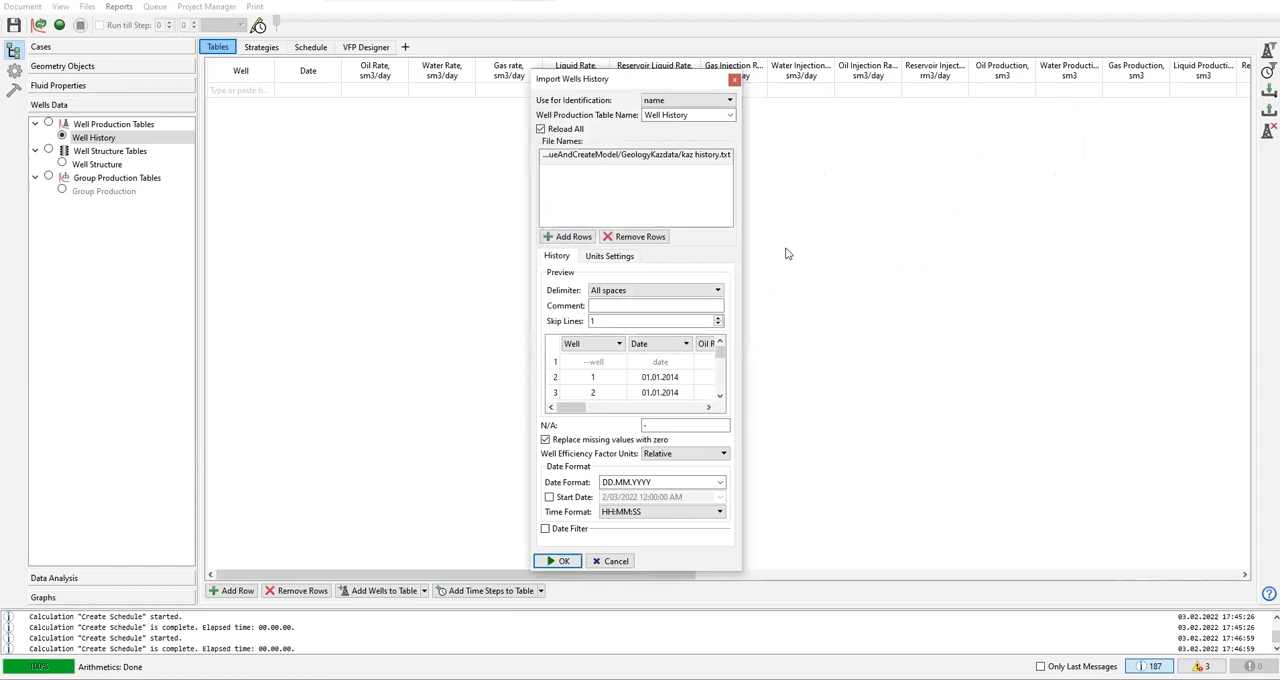 Document View Files Reports Queue Project Manager Print
Run till Step: 0 0
Cases
Geometry Objects
Fluid Properties
Wells Data
Well Production Tables
Well History
Well Structure Tables
Well Structure
Group Production Tables
Group Production
Data Analysis
Graphs
Tables Strategies Schedule VFP Designer +
Well Date Oil Rate, sm3/day Water Rate, sm3/day Gas rate, sm3/day Liquid Rate, Reservoir Liquid Rate, Gas Injection R... sm3/day Water Injection... sm3/day Oil Injection Ra... sm3/day Reservoir Inject... rm3/day Oil Production, sm3 Water Producti... sm3 Gas Production, sm3 Liquid Producti... sm3 Re
Type or paste h...
Import Wells History
Use for Identification: name
Well Production Table Name: Well History
Reload All
File Names:
...ueAndCreateModel/GeologyKazdata/kaz history.txt
Add Rows Remove Rows
History Units Settings
Preview
Delimiter: All spaces
Comment:
Skip Lines: 1
Well Date Oil R
1 --well date
2 1 01.01.2014
3 2 01.01.2014
N/A: -
Replace missing values with zero
Well Efficiency Factor Units: Relative
Date Format
Date Format: DD.MM.YYYY
Start Date: 2/03/2022 12:00:00 AM
Time Format: HH:MM:SS
Date Filter
OK Cancel
Add Row Remove Rows Add Wells to Table Add Time Steps to Table
Calculation "Create Schedule" started. 03.02.2022 17:45:26
Calculation "Create Schedule" is complete. Elapsed time: 00.00.00. 03.02.2022 17:45:26
Calculation "Create Schedule" started. 03.02.2022 17:46:59
Calculation "Create Schedule" is complete. Elapsed time: 00.00.00. 03.02.2022 17:46:59
100% Arithmetics: Done Only Last Messages 187 3 0